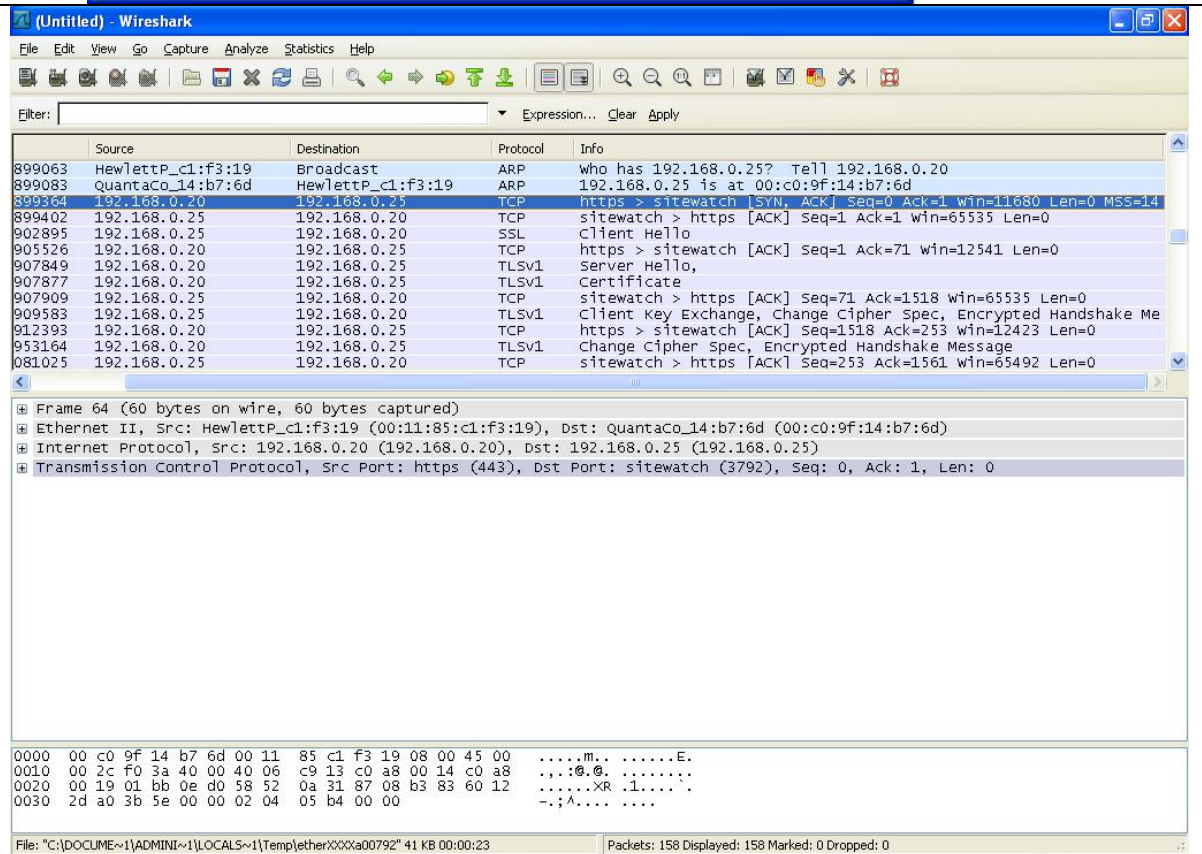 (Untitled) - Wireshark
File Edit View Go Capture Analyze Statistics Help
Filter: Expression... Clear Apply
Source Destination Protocol Info
899063 HewlettP_c1:f3:19 Broadcast ARP Who has 192.168.0.25? Tell 192.168.0.20
899083 QuantaCo_14:b7:6d HewlettP_c1:f3:19 ARP 192.168.0.25 is at 00:c0:9f:14:b7:6d
899364 192.168.0.20 192.168.0.25 TCP https > sitewatch [SYN, ACK] Seq=0 Ack=1 Win=11680 Len=0 MSS=14
899402 192.168.0.25 192.168.0.20 TCP sitewatch > https [ACK] Seq=1 Ack=1 Win=65535 Len=0
902895 192.168.0.25 192.168.0.20 SSL Client Hello
905526 192.168.0.20 192.168.0.25 TCP https > sitewatch [ACK] Seq=1 Ack=71 Win=12541 Len=0
907849 192.168.0.20 192.168.0.25 TLSv1 Server Hello,
907877 192.168.0.20 192.168.0.25 TLSv1 Certificate
907909 192.168.0.25 192.168.0.20 TCP sitewatch > https [ACK] Seq=71 Ack=1518 Win=65535 Len=0
909583 192.168.0.25 192.168.0.20 TLSv1 Client Key Exchange, Change Cipher Spec, Encrypted Handshake Me
912393 192.168.0.20 192.168.0.25 TCP https > sitewatch [ACK] Seq=1518 Ack=253 Win=12423 Len=0
953164 192.168.0.20 192.168.0.25 TLSv1 Change Cipher Spec, Encrypted Handshake Message
081025 192.168.0.25 192.168.0.20 TCP sitewatch > https [ACK] Seq=253 Ack=1561 Win=65492 Len=0
Frame 64 (60 bytes on wire, 60 bytes captured)
Ethernet II, Src: HewlettP_c1:f3:19 (00:11:85:c1:f3:19), Dst: QuantaCo_14:b7:6d (00:c0:9f:14:b7:6d)
Internet Protocol, Src: 192.168.0.20 (192.168.0.20), Dst: 192.168.0.25 (192.168.0.25)
Transmission Control Protocol, Src Port: https (443), Dst Port: sitewatch (3792), Seq: 0, Ack: 1, Len: 0
0000 00 c0 9f 14 b7 6d 00 11 85 c1 f3 19 08 00 45 00 .....m.. ......E.
0010 00 2c f0 3a 40 00 40 06 c9 13 c0 a8 00 14 c0 a8 .,.:@.@. ........
0020 00 19 01 bb 0e d0 58 52 0a 31 87 08 b3 83 60 12 ......XR .1....`.
0030 2d a0 3b 5e 00 00 02 04 05 b4 00 00 -.;^.... ....
File: "C:\DOCUME~1\ADMINI~1\LOCALS~1\Temp\etherXXXXa00792" 41 KB 00:00:23 Packets: 158 Displayed: 158 Marked: 0 Dropped: 0